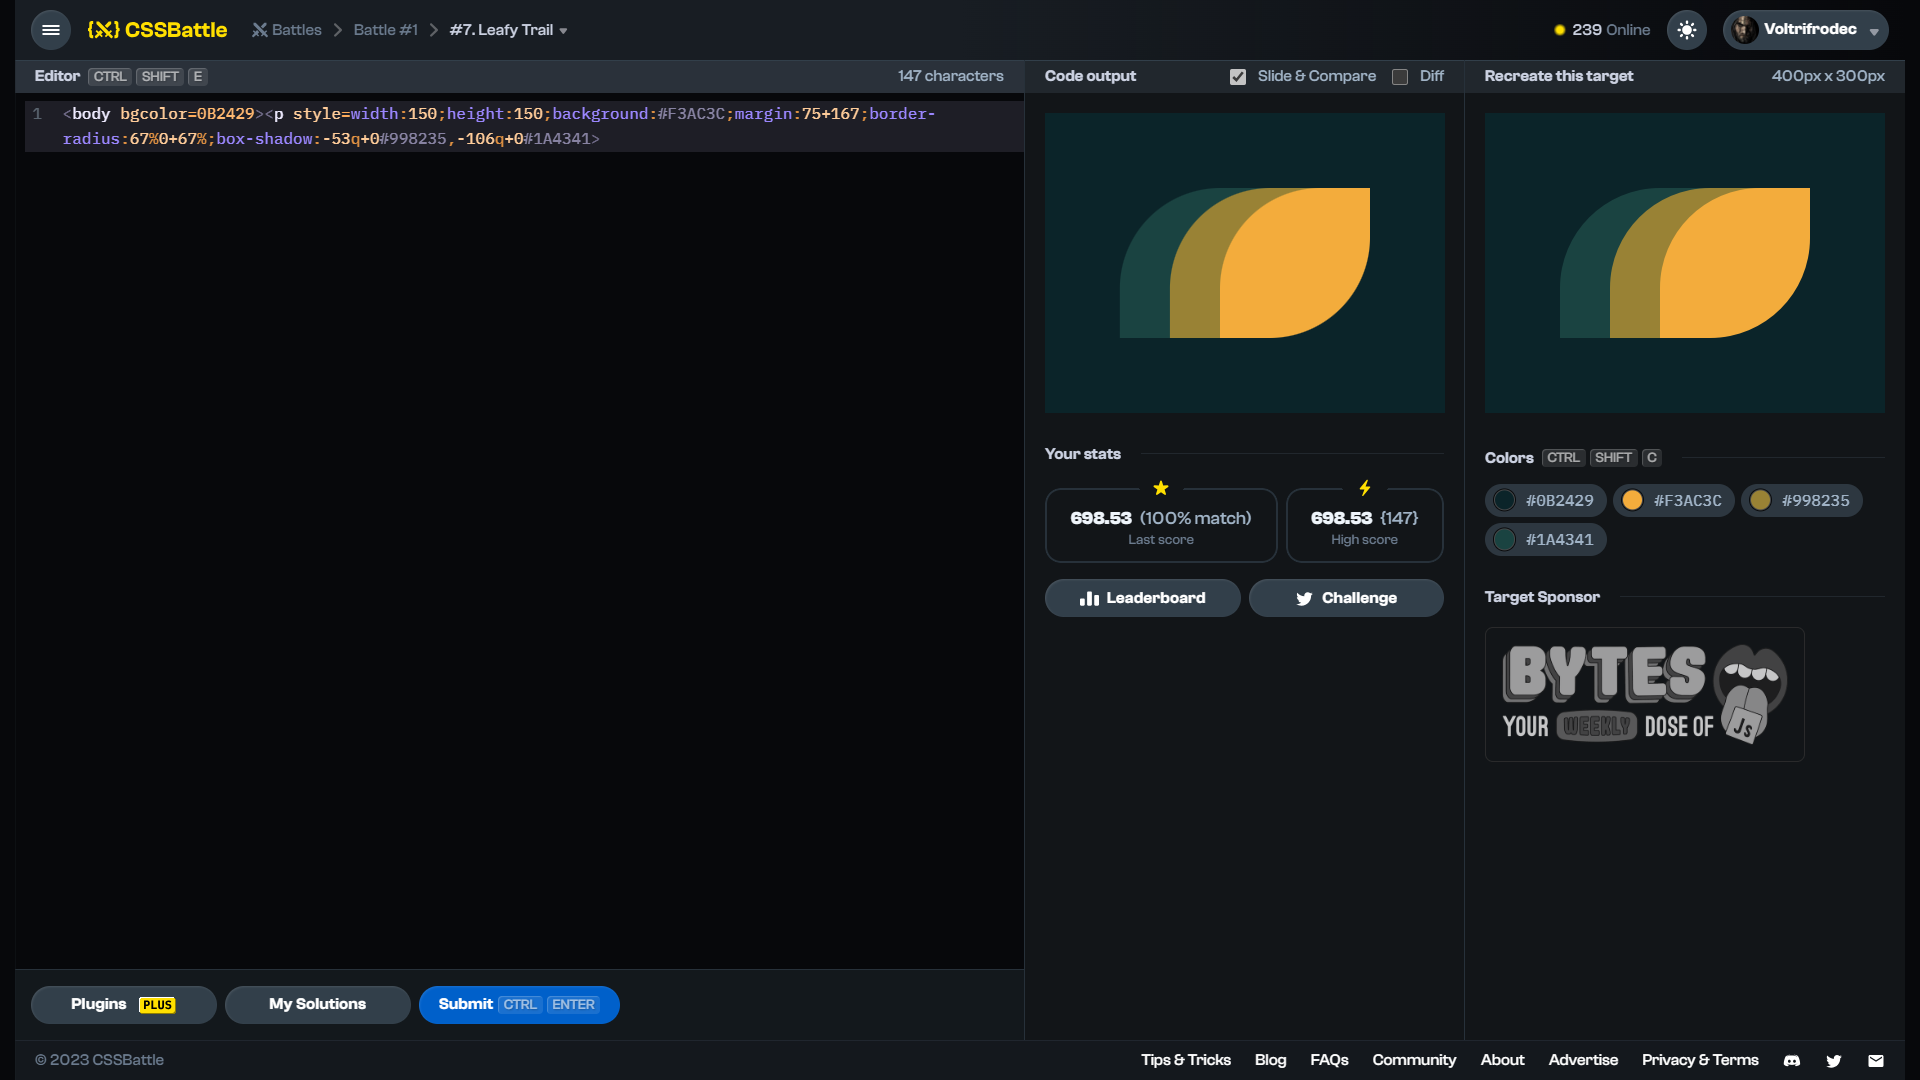 CSSBattle
Battles
Battle #1
#7. Leafy Trail
239 Online
Voltrifrodec
Editor CTRL SHIFT E
147 characters
Code output
Slide & Compare
Diff
Recreate this target
400px x 300px
1 <body bgcolor=0B2429><p style=width:150;height:150;background:#F3AC3C;margin:75+167;border-
radius:67%0+67%;box-shadow:-53q+0#998235,-106q+0#1A4341>
Your stats
698.53 (100% match)
Last score
698.53 {147}
High score
Leaderboard
Challenge
Colors CTRL SHIFT C
#0B2429
#F3AC3C
#998235
#1A4341
Target Sponsor
BYTES
YOUR WEEKLY DOSE OF JS
Plugins PLUS
My Solutions
Submit CTRL ENTER
© 2023 CSSBattle
Tips & Tricks
Blog
FAQs
Community
About
Advertise
Privacy & Terms